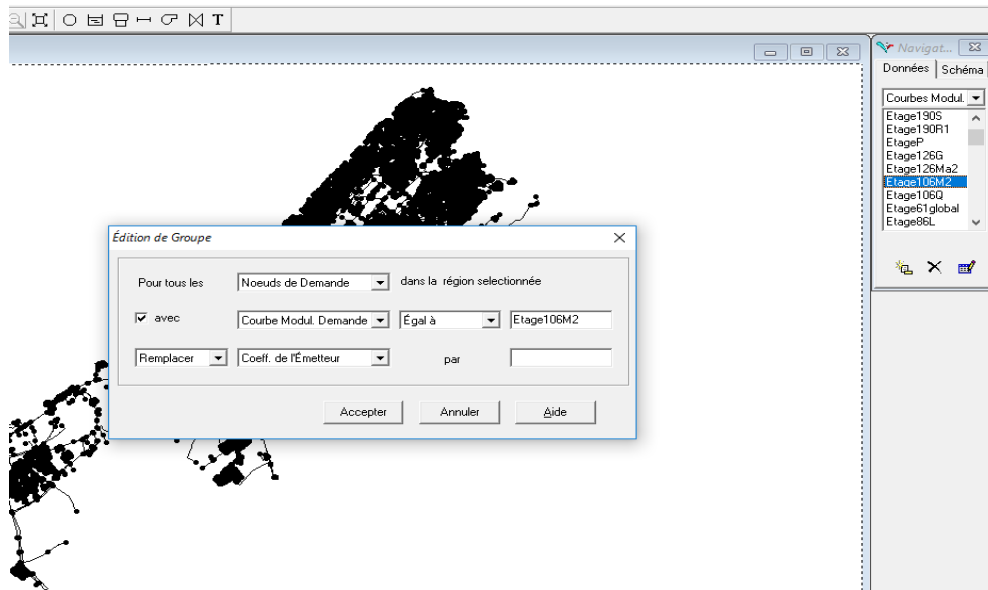 T
Navigat...
Données Schéma
Courbes Modul.
Etage190S
Etage190R1
EtageP
Etage126G
Etage126Ma2
Etage106M2
Etage106Q
Etage61global
Etage86L
Édition de Groupe
Pour tous les Noeuds de Demande dans la région selectionnée
avec Courbe Modul. Demande Égal à Etage106M2
Remplacer Coeff. de l'Émetteur par
Accepter Annuler Aide